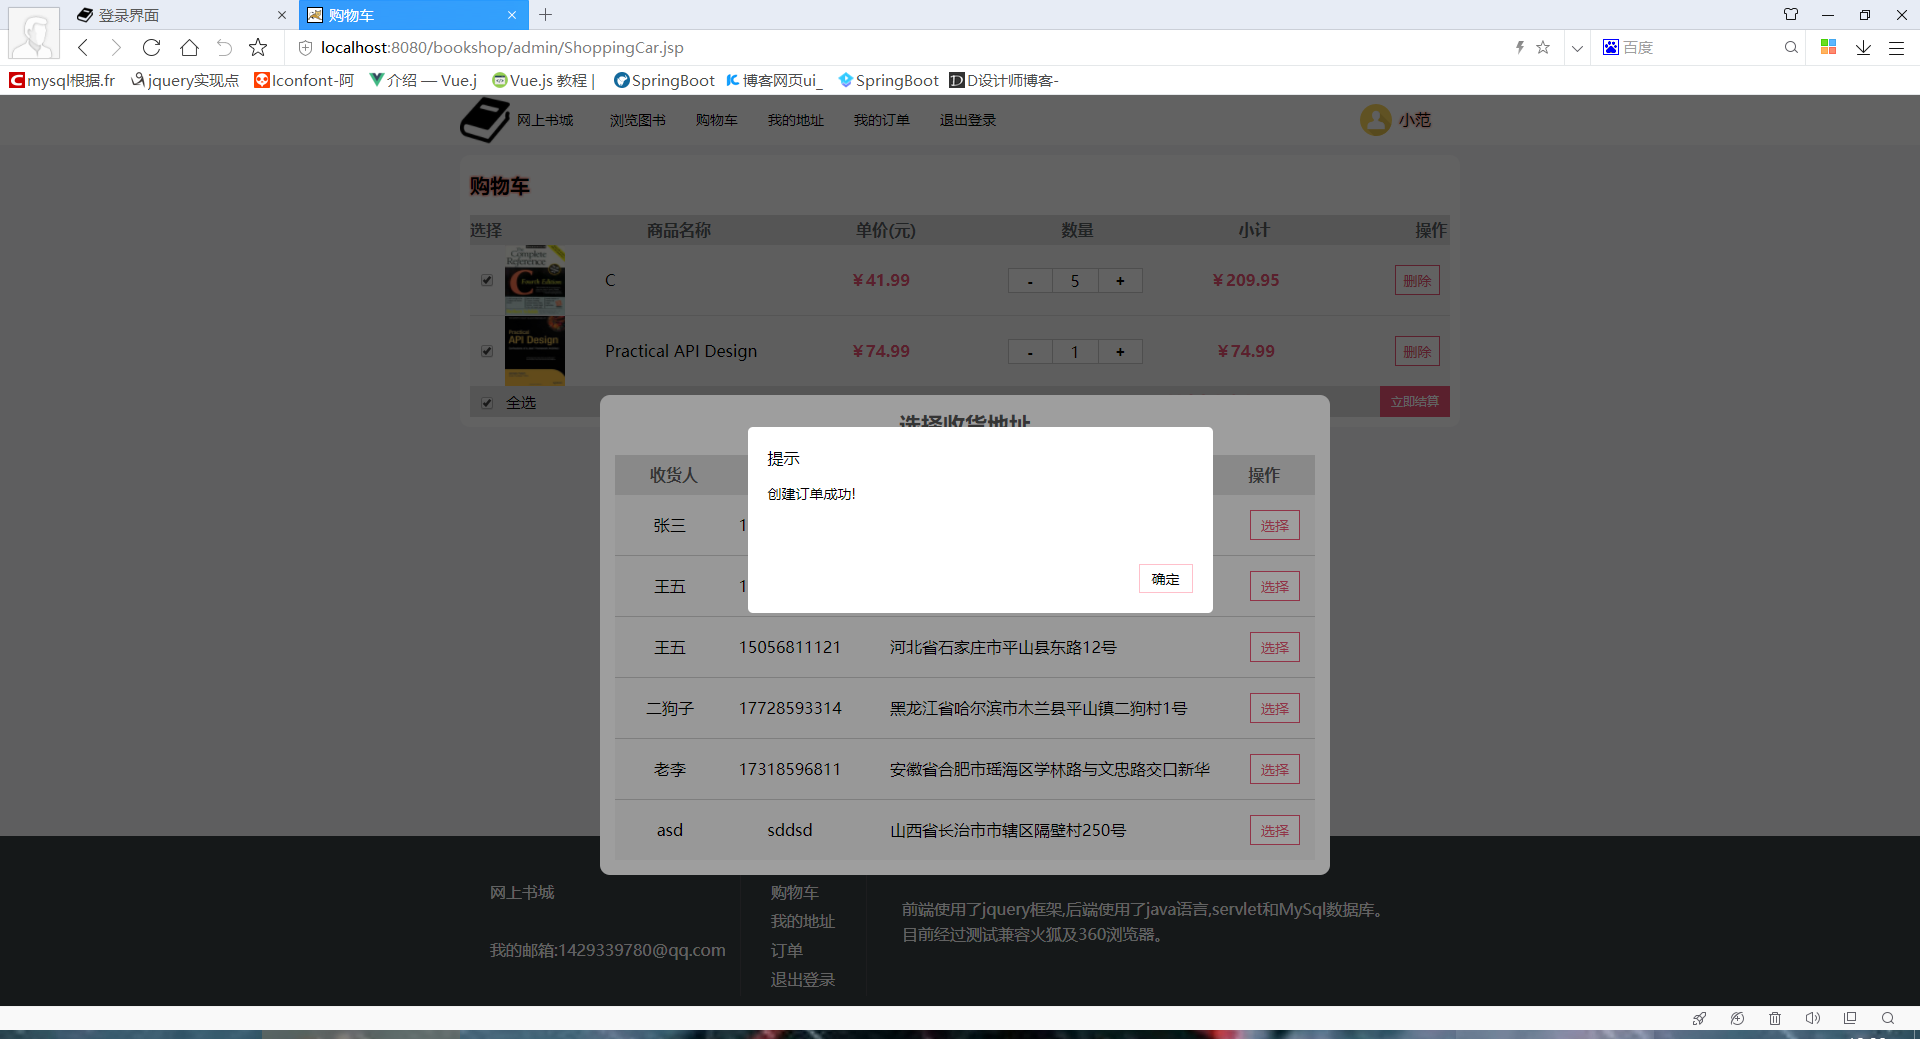 登录界面
购物车
localhost:8080/bookshop/admin/ShoppingCar.jsp
百度
mysql根据.fr
jquery实现点
Iconfont-阿
介绍 — Vue.j
Vue.js 教程 |
SpringBoot
博客网页ui_
SpringBoot
D设计师博客-
网上书城 浏览图书 购物车 我的地址 我的订单 退出登录 小范
购物车
选择 商品名称 单价(元) 数量 小计 操作
Complete Reference C Fourth Edition
C ￥41.99 - 5 + ￥209.95 删除
Practical API Design
Practical API Design ￥74.99 - 1 + ￥74.99 删除
全选 立即结算
选择收货地址
提示
创建订单成功!
确定
收货人 操作
张三 1 选择
王五 1 选择
王五 15056811121 河北省石家庄市平山县东路12号 选择
二狗子 17728593314 黑龙江省哈尔滨市木兰县平山镇二狗村1号 选择
老李 17318596811 安徽省合肥市瑶海区学林路与文忠路交口新华 选择
asd sddsd 山西省长治市市辖区隔壁村250号 选择
网上书城
我的邮箱:1429339780@qq.com
购物车
我的地址
订单
退出登录
前端使用了jquery框架,后端使用了java语言,servlet和MySql数据库。
目前经过测试兼容火狐及360浏览器。